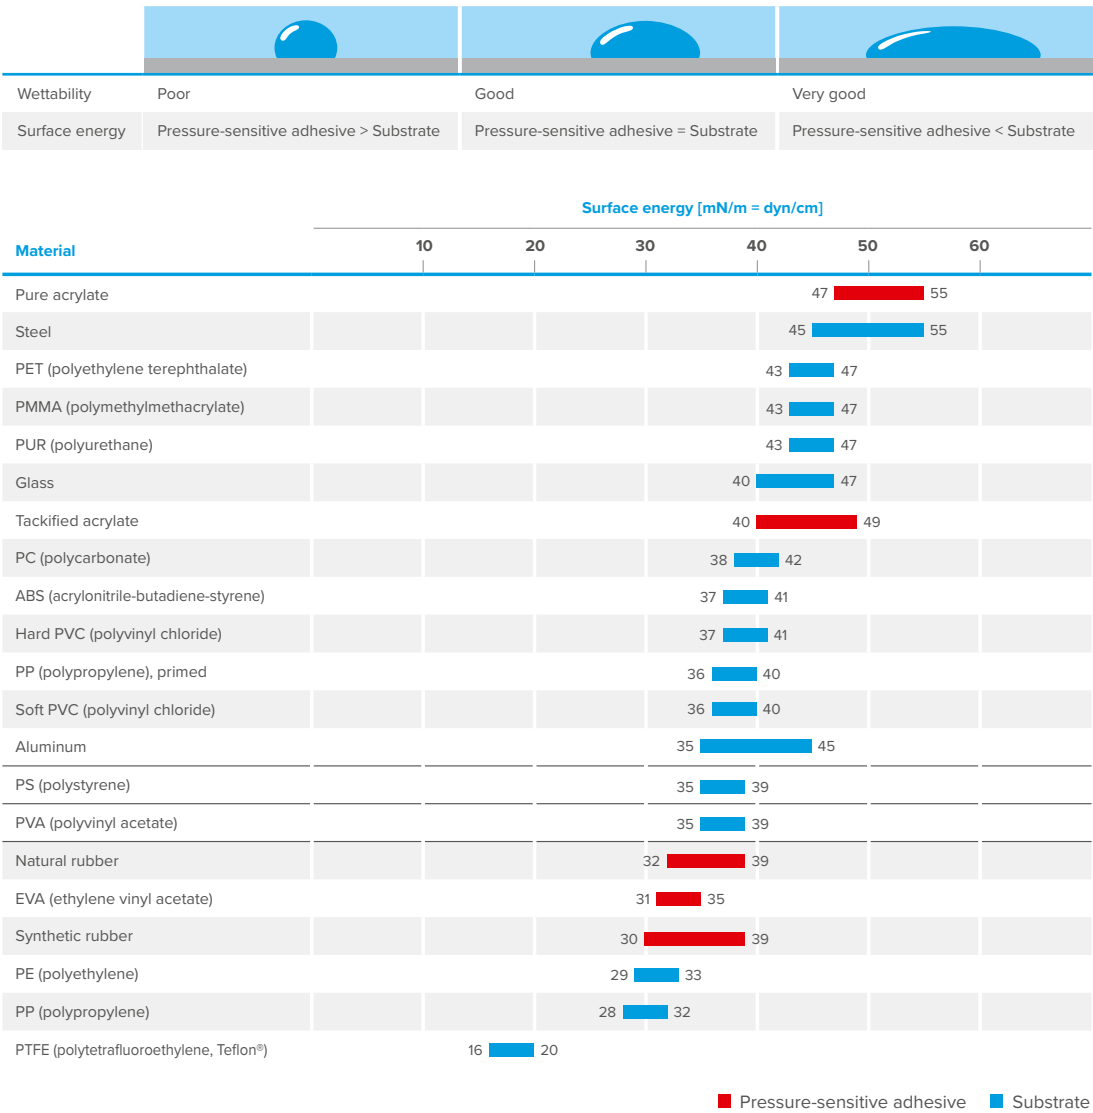 Wettability Poor Good Very good
Surface energy Pressure-sensitive adhesive > Substrate Pressure-sensitive adhesive = Substrate Pressure-sensitive adhesive < Substrate
Surface energy [mN/m = dyn/cm]
Material 10 20 30 40 50 60
Pure acrylate 47 55
Steel 45 55
PET (polyethylene terephthalate) 43 47
PMMA (polymethylmethacrylate) 43 47
PUR (polyurethane) 43 47
Glass 40 47
Tackified acrylate 40 49
PC (polycarbonate) 38 42
ABS (acrylonitrile-butadiene-styrene) 37 41
Hard PVC (polyvinyl chloride) 37 41
PP (polypropylene), primed 36 40
Soft PVC (polyvinyl chloride) 36 40
Aluminum 35 45
PS (polystyrene) 35 39
PVA (polyvinyl acetate) 35 39
Natural rubber 32 39
EVA (ethylene vinyl acetate) 31 35
Synthetic rubber 30 39
PE (polyethylene) 29 33
PP (polypropylene) 28 32
PTFE (polytetrafluoroethylene, Teflon®) 16 20
Pressure-sensitive adhesive Substrate